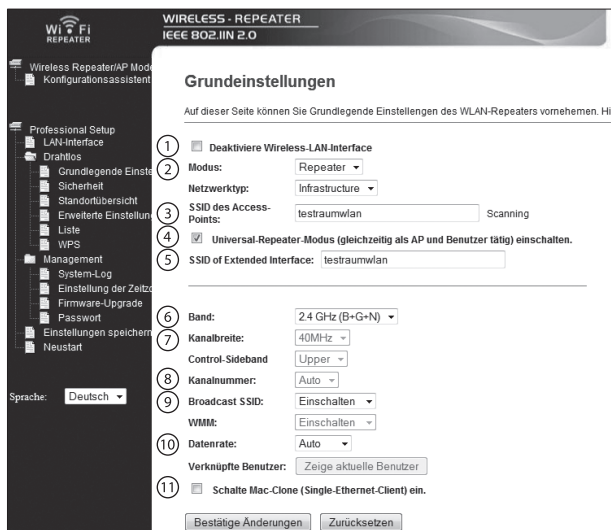 Wi Fi
REPEATER
WIRELESS - REPEATER
IEEE 802.IIN 2.0
Wireless Repeater/AP Mode
Konfigurationsassistent
Professional Setup
LAN-Interface
Drahtlos
Grundlegende Einste
Sicherheit
Standortübersicht
Erweiterte Einstellun
Liste
WPS
Management
System-Log
Einstellung der Zeitzo
Firmware-Upgrade
Passwort
Einstellungen speichern
Neustart
Sprache: Deutsch
Grundeinstellungen
Auf dieser Seite können Sie Grundlegende Einstellungen des WLAN-Repeaters vornehemen. Hi
1 Deaktiviere Wireless-LAN-Interface
2 Modus: Repeater
Netzwerktyp: Infrastructure
3 SSID des Access-Points: testraumwlan Scanning
4 Universal-Repeater-Modus (gleichzeitig als AP und Benutzer tätig) einschalten.
5 SSID of Extended Interface: testraumwlan
6 Band: 2.4 GHz (B+G+N)
7 Kanalbreite: 40MHz
Control-Sideband Upper
8 Kanalnummer: Auto
9 Broadcast SSID: Einschalten
WMM: Einschalten
10 Datenrate: Auto
Verknüpfte Benutzer: Zeige aktuelle Benutzer
11 Schalte Mac-Clone (Single-Ethernet-Client) ein.
Bestätige Änderungen Zurücksetzen